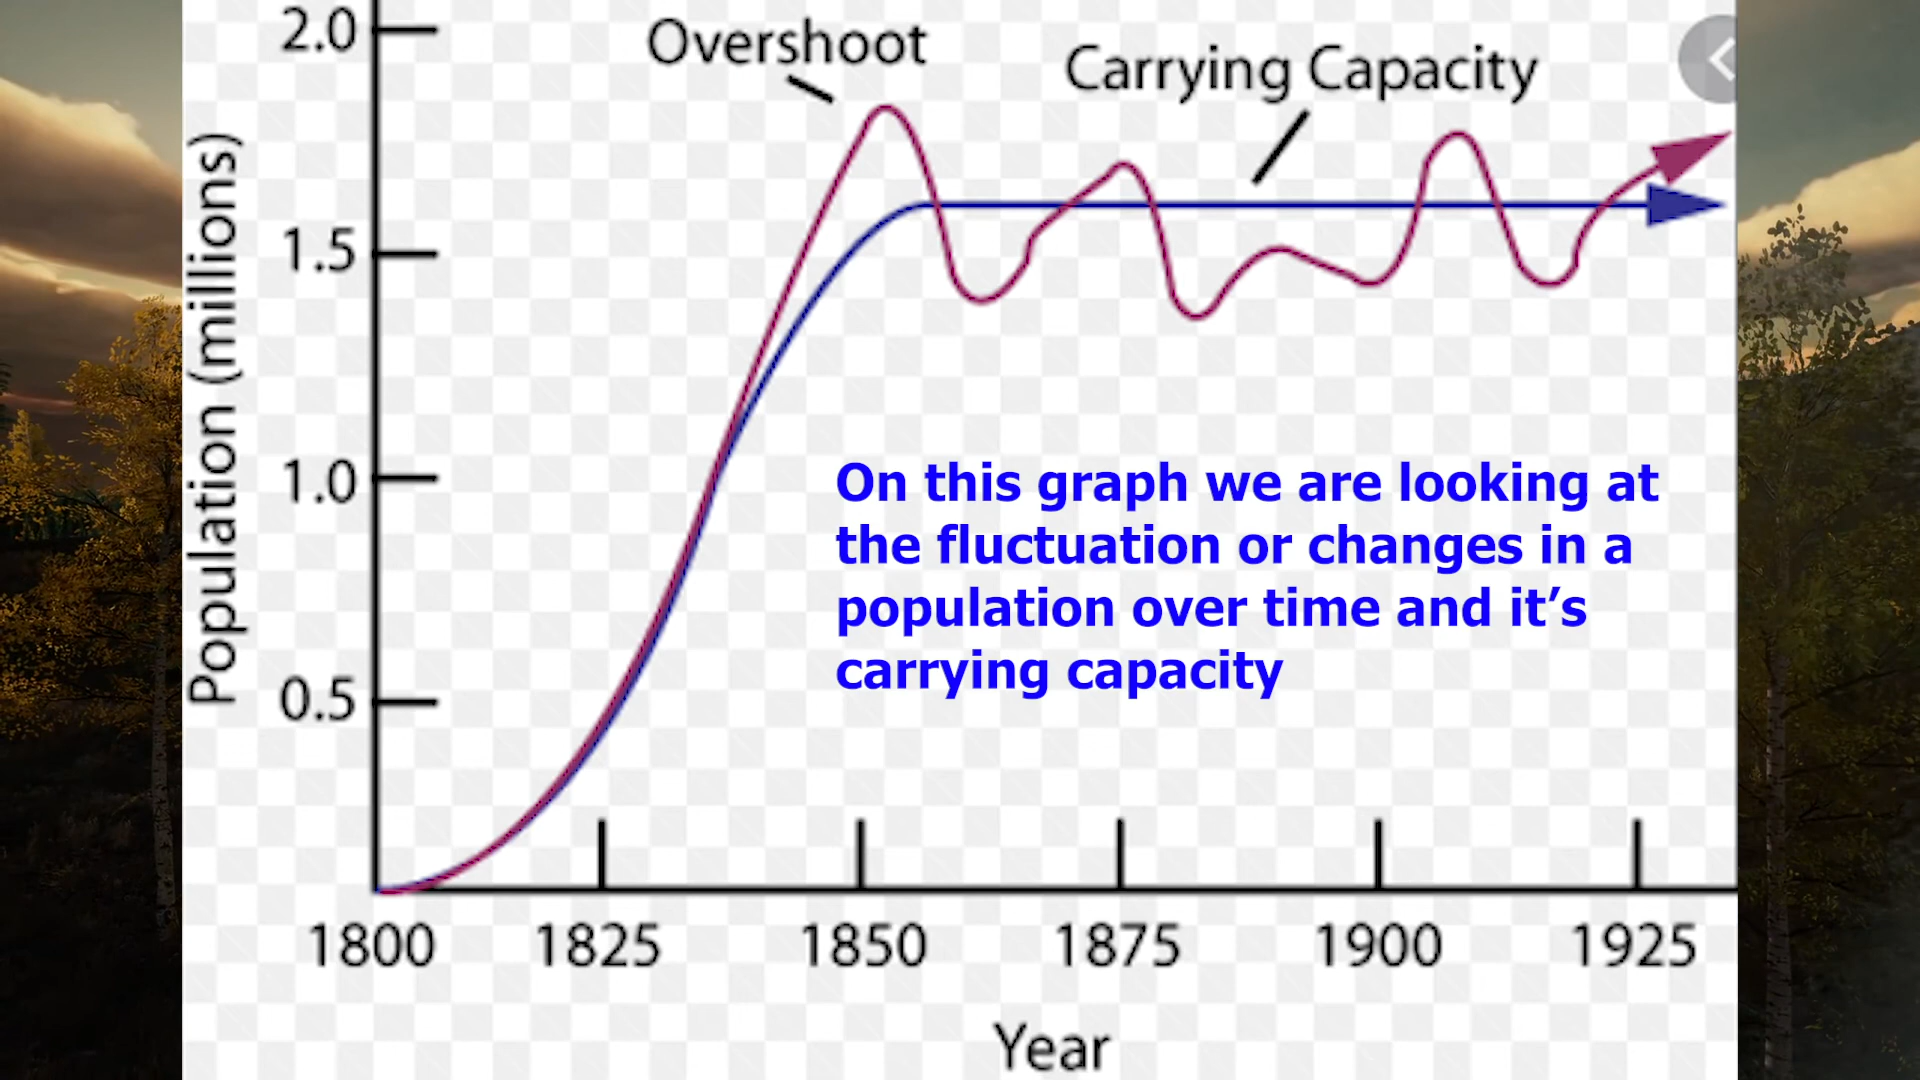 2.0
Overshoot
Carrying Capacity
1.5
1.0
0.5
Population (millions)
On this graph we are looking at
the fluctuation or changes in a
population over time and it’s
carrying capacity
1800 1825 1850 1875 1900 1925
Year